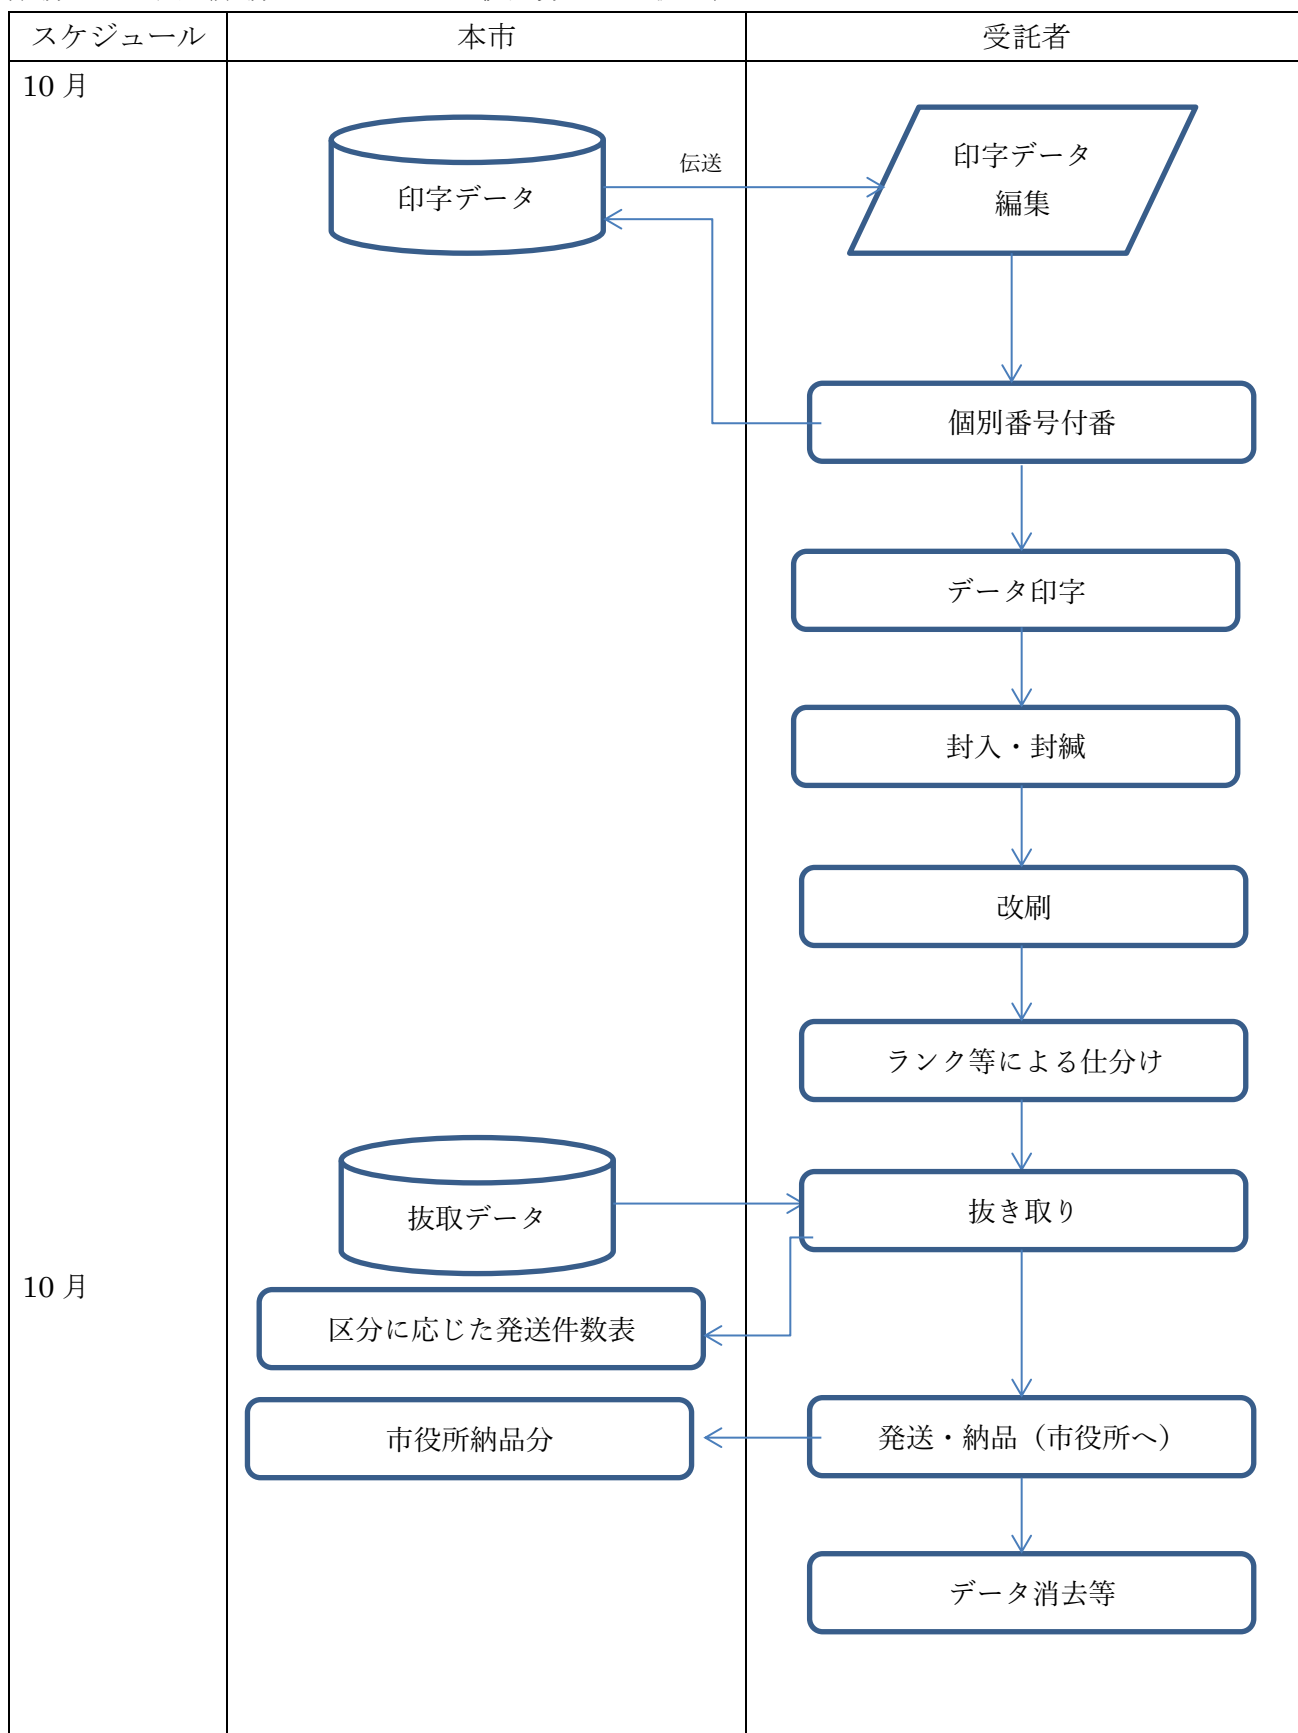 スケジュール
本市
受託者
10 月
印字データ
伝送
印字データ
編集
個別番号付番
データ印字
封入・封緘
改刷
ランク等による仕分け
抜取データ
抜き取り
10 月
区分に応じた発送件数表
市役所納品分
発送・納品（市役所へ）
データ消去等